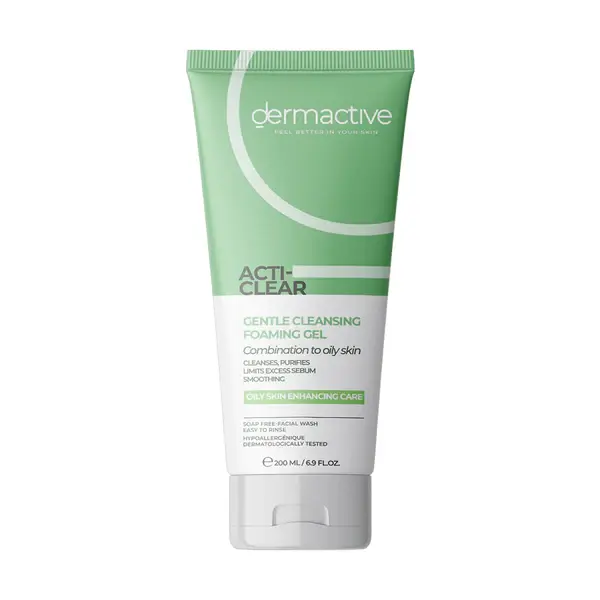 dermactive
FEEL BETTER IN YOUR SKIN
ACTI-
CLEAR
GENTLE CLEANSING
FOAMING GEL
Combination to oily skin
CLEANSES, PURIFIES
LIMITS EXCESS SEBUM
SMOOTHING
OILY SKIN ENHANCING CARE
SOAP FREE-FACIAL WASH
EASY TO RINSE
HYPOALLERGÉNIQUE
DERMATOLOGICALLY TESTED
℮ 200 ML / 6.9 FL.OZ.